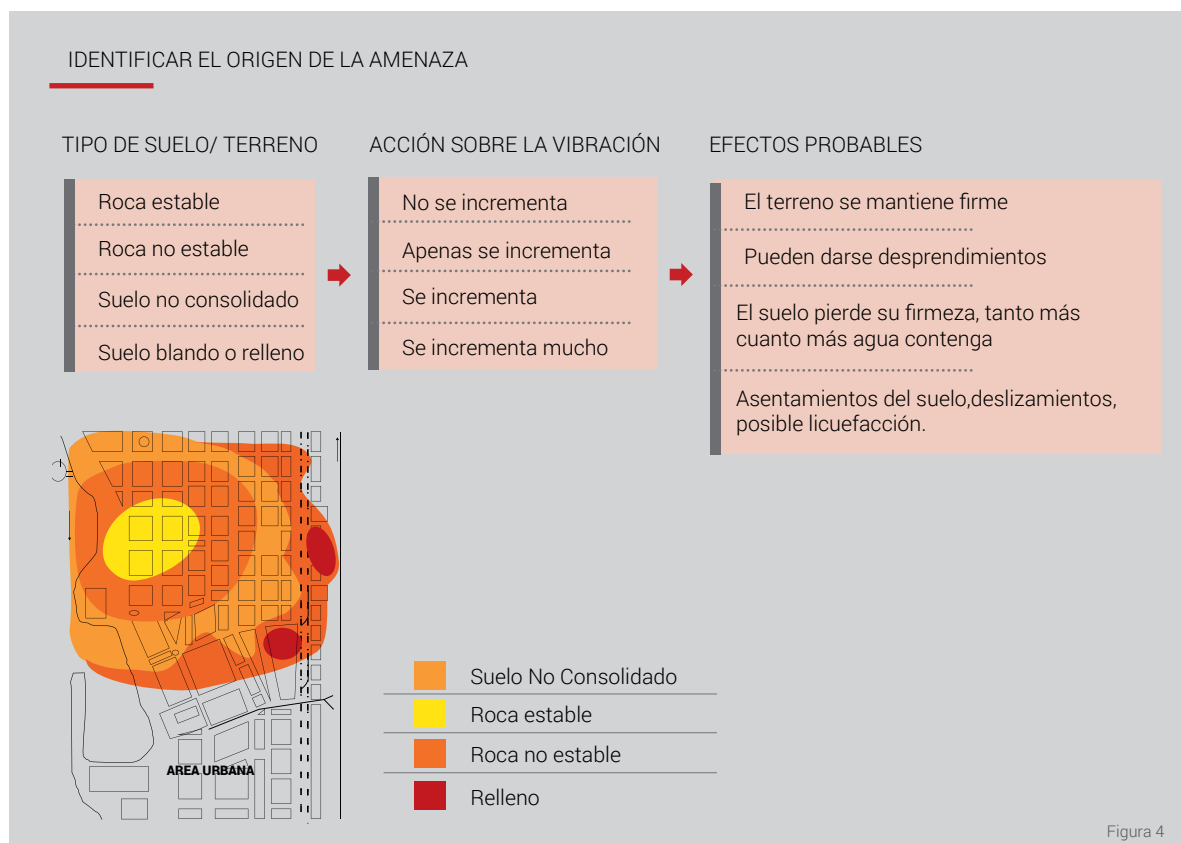 IDENTIFICAR EL ORIGEN DE LA AMENAZA
TIPO DE SUELO/ TERRENO
Roca estable
Roca no estable
Suelo no consolidado
Suelo blando o relleno
ACCIÓN SOBRE LA VIBRACIÓN
No se incrementa
Apenas se incrementa
Se incrementa
Se incrementa mucho
EFECTOS PROBABLES
El terreno se mantiene firme
Pueden darse desprendimientos
El suelo pierde su firmeza, tanto más
cuanto más agua contenga
Asentamientos del suelo,deslizamientos,
posible licuefacción.
AREA URBANA
Suelo No Consolidado
Roca estable
Roca no estable
Relleno
Figura 4